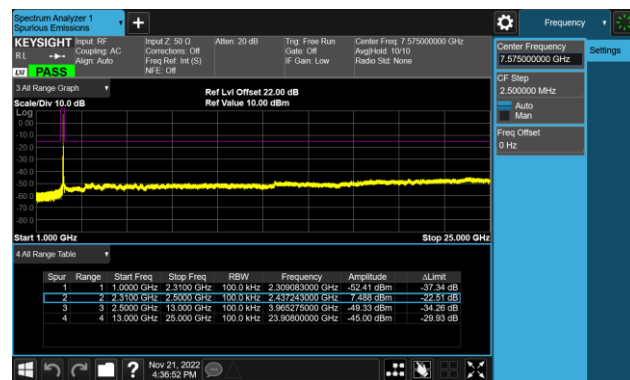 Spectrum Analyzer 1
Spurious Emissions
Frequency
KEYSIGHT Input: RF Input Z: 50 Ω Atten: 20 dB Trig: Free Run Center Freq: 7.575000000 GHz
R L Coupling: AC Corrections: Off Gate: Off Avg|Hold: 10/10
Align: Auto Freq Ref: Int (S) IF Gain: Low Radio Std: None
LW PASS NFE: Off
Center Frequency
7.575000000 GHz
Settings
CF Step
2.500000 MHz
Auto
Man
Freq Offset
0 Hz
3 All Range Graph
Ref Lvl Offset 22.00 dB
Scale/Div 10.0 dB Ref Value 10.00 dBm
Log
0.00
-10.0
-20.0
-30.0
-40.0
-50.0
-60.0
-70.0
-80.0
Start 1.000 GHz Stop 25.000 GHz
4 All Range Table
Spur Range Start Freq Stop Freq RBW Frequency Amplitude ΔLimit
1 1 1.0000 GHz 2.3100 GHz 100.0 kHz 2.309083000 GHz -52.41 dBm -37.34 dB
2 2 2.3100 GHz 2.5000 GHz 100.0 kHz 2.437243000 GHz 7.488 dBm -22.51 dB
3 3 2.5000 GHz 13.000 GHz 100.0 kHz 3.965275000 GHz -49.33 dBm -34.26 dB
4 4 13.000 GHz 25.000 GHz 100.0 kHz 23.90800000 GHz -45.00 dBm -29.93 dB
? Nov 21, 2022
4:36:52 PM